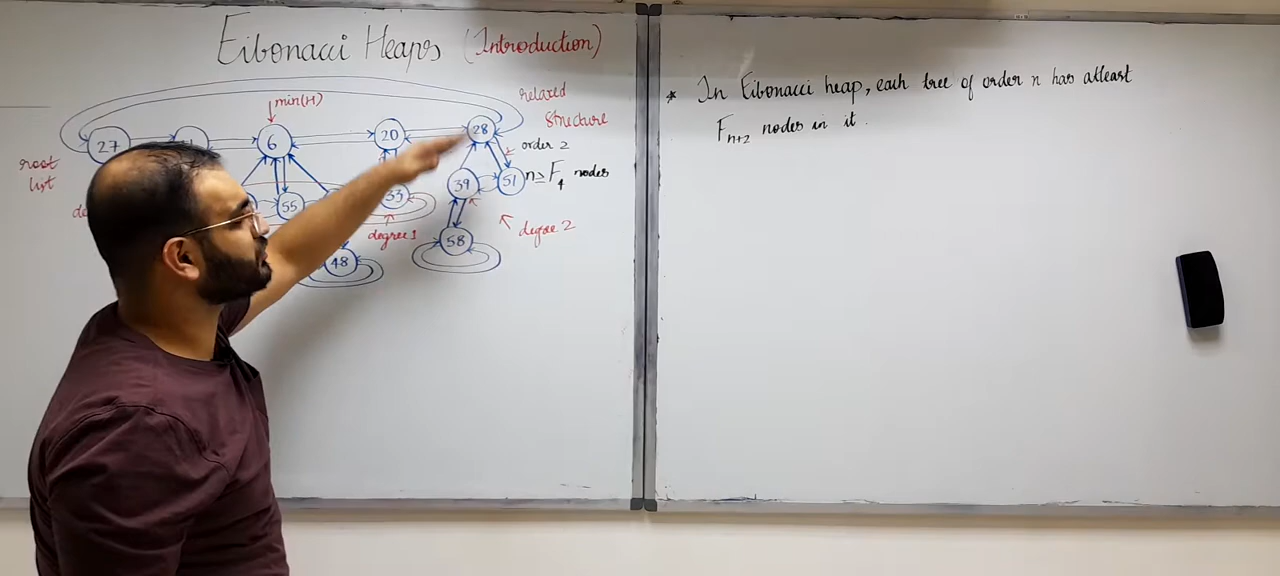 Fibonacci Heaps (Introduction)
relaxed
structure
min(H)
27
6
20
28
order 2
root
list
55
33
39
51
n ≥ F4 nodes
degree 1
degree 2
48
58
* In Fibonacci heap, each tree of order n has atleast
Fn+2 nodes in it.